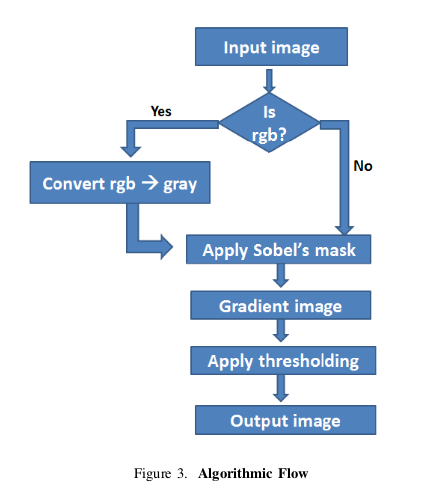 Input image
Is
rgb?
Yes
No
Convert rgb → gray
Apply Sobel's mask
Gradient image
Apply thresholding
Output image
Figure 3. Algorithmic Flow